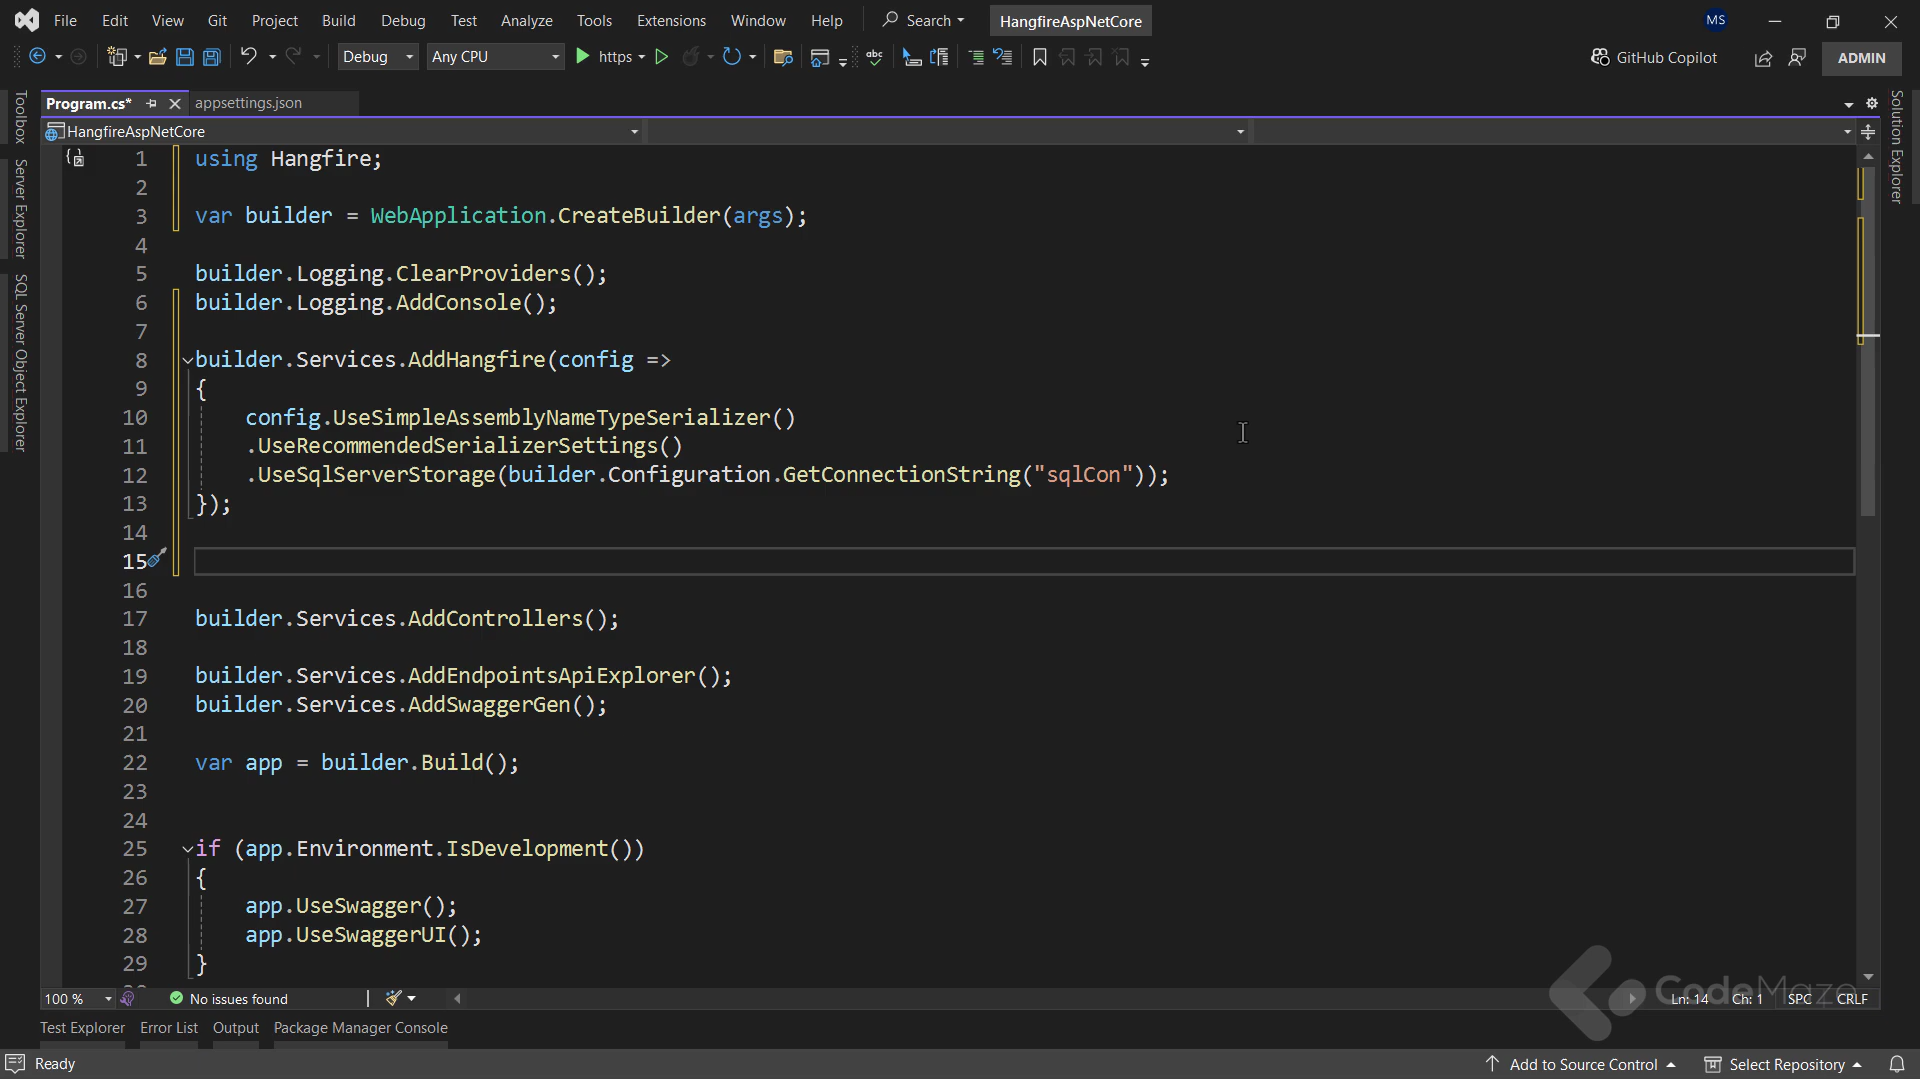 File Edit View Git Project Build Debug Test Analyze Tools Extensions Window Help Search HangfireAspNetCore MS
Debug Any CPU https abc GitHub Copilot ADMIN
Program.cs* appsettings.json
HangfireAspNetCore
Toolbox
Server Explorer
SQL Server Object Explorer
Solution Explorer
1 using Hangfire;
2
3 var builder = WebApplication.CreateBuilder(args);
4
5 builder.Logging.ClearProviders();
6 builder.Logging.AddConsole();
7
8 builder.Services.AddHangfire(config =>
9 {
10 config.UseSimpleAssemblyNameTypeSerializer()
11 .UseRecommendedSerializerSettings()
12 .UseSqlServerStorage(builder.Configuration.GetConnectionString("sqlCon"));
13 });
14
15
16
17 builder.Services.AddControllers();
18
19 builder.Services.AddEndpointsApiExplorer();
20 builder.Services.AddSwaggerGen();
21
22 var app = builder.Build();
23
24
25 if (app.Environment.IsDevelopment())
26 {
27 app.UseSwagger();
28 app.UseSwaggerUI();
29 }
100 % No issues found Ln: 14 Ch: 1 SPC CRLF
CodeMaze
Test Explorer Error List Output Package Manager Console
Ready Add to Source Control Select Repository